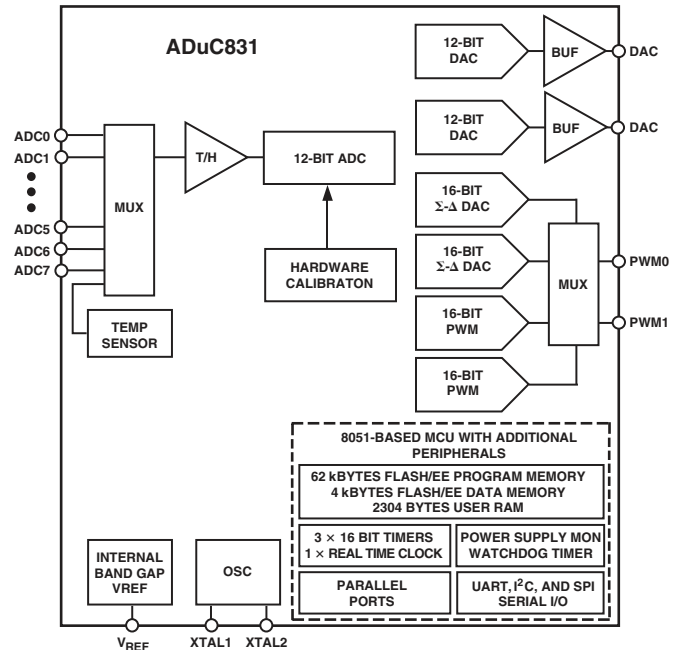 ADuC831
12-BIT
DAC
BUF
DAC
12-BIT
DAC
BUF
DAC
ADC0
ADC1
ADC5
ADC6
ADC7
MUX
T/H
12-BIT ADC
HARDWARE
CALIBRATON
TEMP
SENSOR
16-BIT
Σ-Δ DAC
16-BIT
Σ-Δ DAC
16-BIT
PWM
16-BIT
PWM
MUX
PWM0
PWM1
8051-BASED MCU WITH ADDITIONAL
PERIPHERALS
62 kBYTES FLASH/EE PROGRAM MEMORY
4 kBYTES FLASH/EE DATA MEMORY
2304 BYTES USER RAM
3 × 16 BIT TIMERS
1 × REAL TIME CLOCK
POWER SUPPLY MON
WATCHDOG TIMER
PARALLEL
PORTS
UART, I²C, AND SPI
SERIAL I/O
INTERNAL
BAND GAP
VREF
OSC
VREF
XTAL1
XTAL2